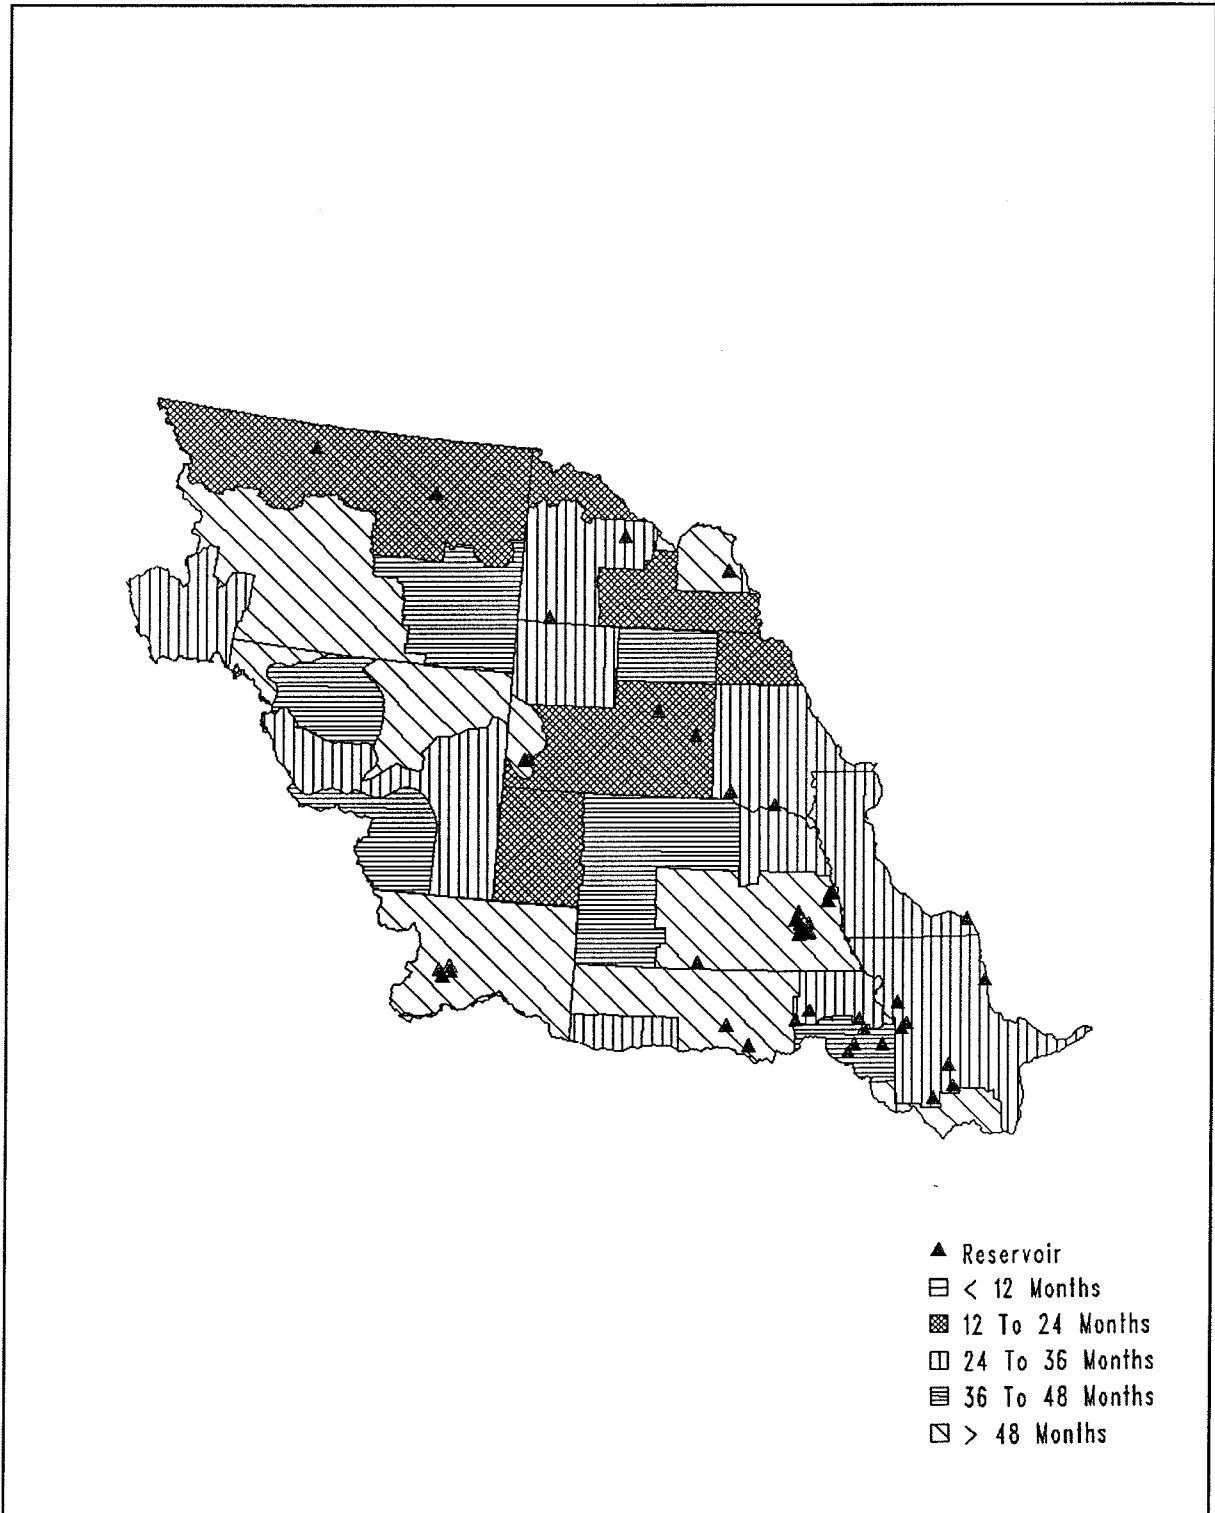 Reservoir
< 12 Months
12 To 24 Months
24 To 36 Months
36 To 48 Months
> 48 Months